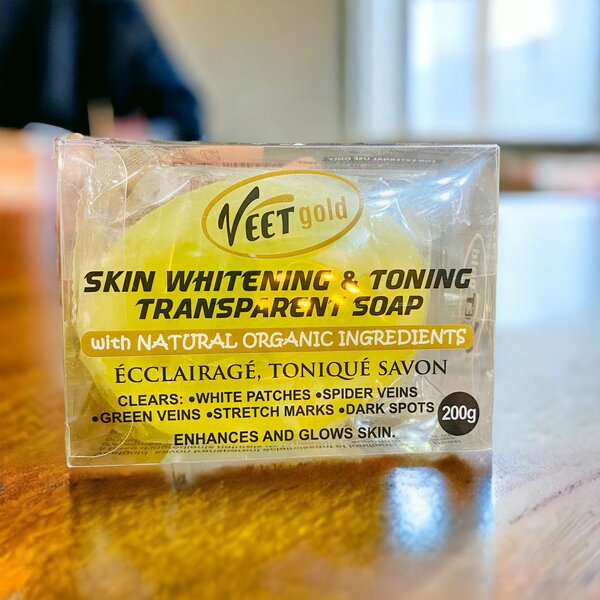 VEET gold
SKIN WHITENING & TONING
TRANSPARENT SOAP
with NATURAL ORGANIC INGREDIENTS
ÉCCLAIRAGÉ, TONIQUÉ SAVON
CLEARS: •WHITE PATCHES •SPIDER VEINS
•GREEN VEINS •STRETCH MARKS •DARK SPOTS
200g
ENHANCES AND GLOWS SKIN.